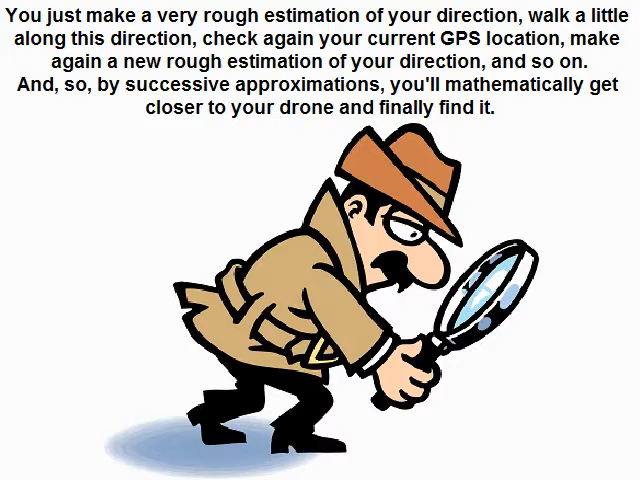 You just make a very rough estimation of your direction, walk a little
along this direction, check again your current GPS location, make
again a new rough estimation of your direction, and so on.
And, so, by successive approximations, you'll mathematically get
closer to your drone and finally find it.